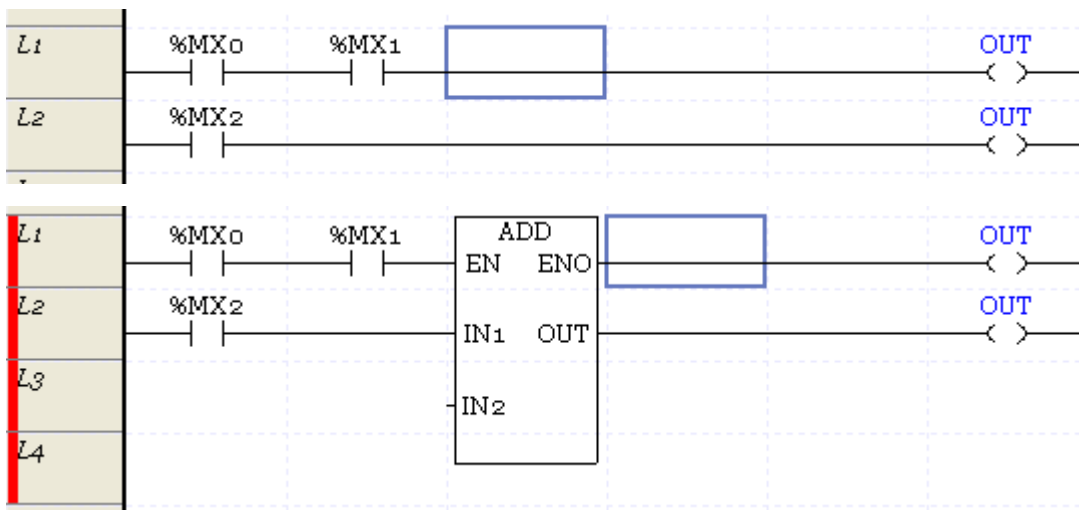 L1 %MX0 %MX1 OUT
L2 %MX2 OUT
L1 %MX0 %MX1 ADD OUT
EN ENO
L2 %MX2 OUT
IN1 OUT
L3
IN2
L4